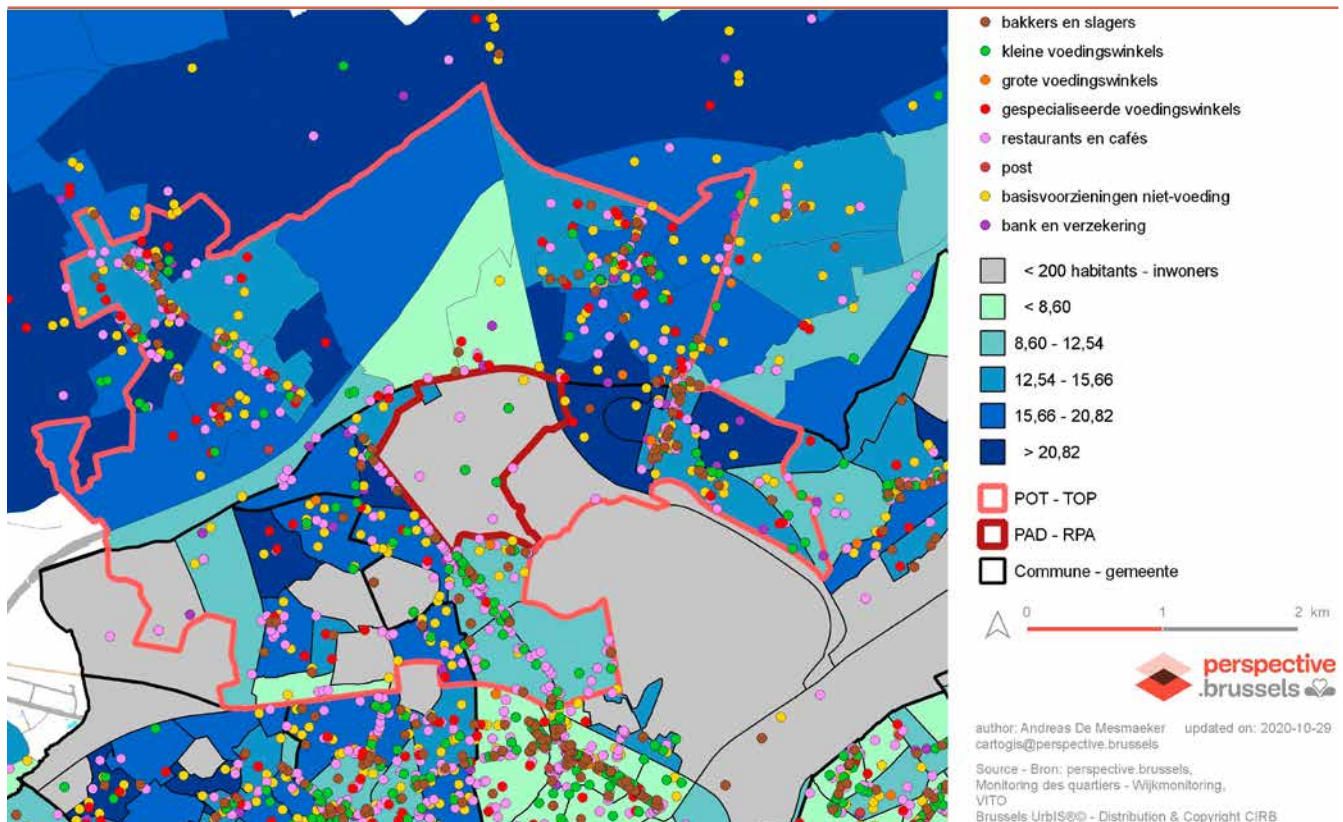 bakkers en slagers
kleine voedingswinkels
grote voedingswinkels
gespecialiseerde voedingswinkels
restaurants en cafés
post
basisvoorzieningen niet-voeding
bank en verzekering
< 200 habitants - inwoners
< 8,60
8,60 - 12,54
12,54 - 15,66
15,66 - 20,82
> 20,82
POT - TOP
PAD - RPA
Commune - gemeente
0 1 2 km
perspective
.brussels
author: Andreas De Mesmaeker updated on: 2020-10-29
cartogis@perspective.brussels
Source - Bron: perspective.brussels,
Monitoring des quartiers - Wijkmonitoring,
VITO
Brussels UrbIS®© - Distribution & Copyright CIRB